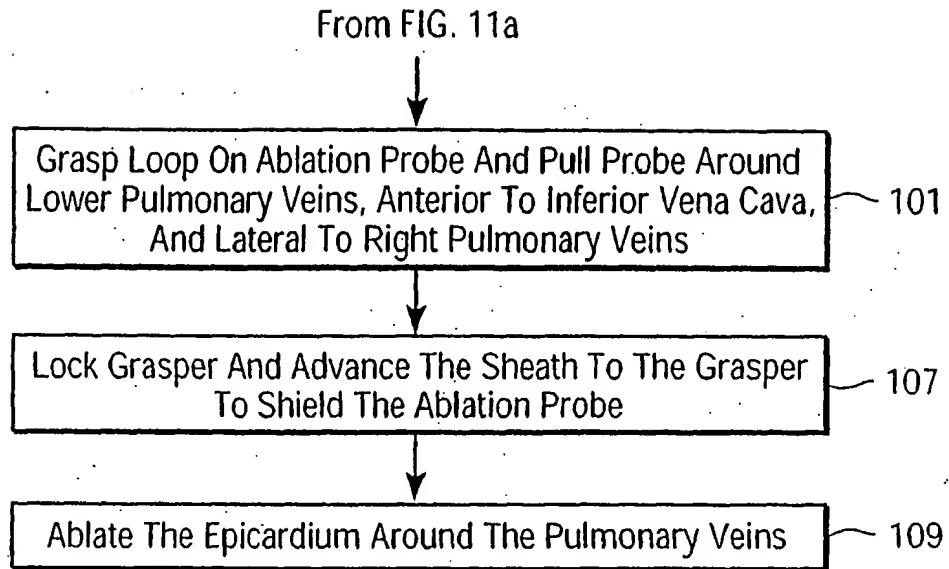 From FIG. 11a
Grasp Loop On Ablation Probe And Pull Probe Around
Lower Pulmonary Veins, Anterior To Inferior Vena Cava,
And Lateral To Right Pulmonary Veins
101
Lock Grasper And Advance The Sheath To The Grasper
To Shield The Ablation Probe
107
Ablate The Epicardium Around The Pulmonary Veins
109